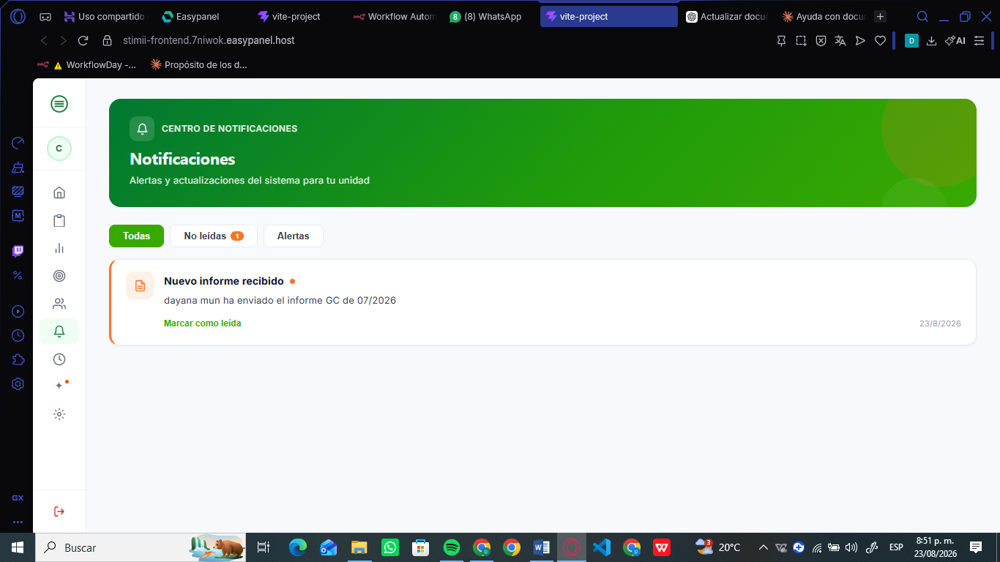 Uso compartido
Easypanel
vite-project
Workflow Autom
8
(8) WhatsApp
vite-project
Actualizar docu
Ayuda con docu
stimii-frontend.7niwok.easypanel.host
D
AI
WorkflowDay -...
Propósito de los d...
C
CENTRO DE NOTIFICACIONES
Notificaciones
Alertas y actualizaciones del sistema para tu unidad
Todas
No leídas 1
Alertas
Nuevo informe recibido
dayana mun ha enviado el informe GC de 07/2026
Marcar como leída
23/8/2026
M
GX
Buscar
3
20°C
ESP
8:51 p. m.
23/08/2026